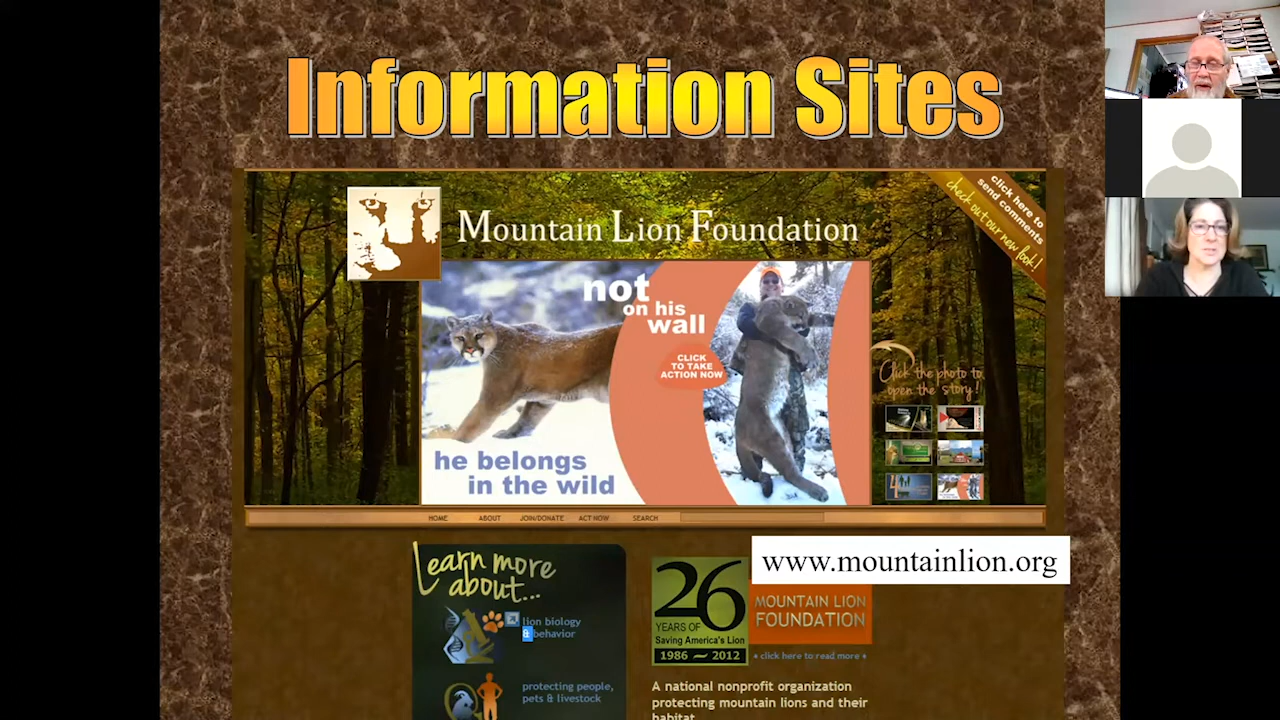 Information Sites
click here to
send comments
check out our new look!
Mountain Lion Foundation
not
on his
wall
CLICK
TO TAKE
ACTION NOW
he belongs
in the wild
Click the photo to
open the story!
HOME ABOUT JOIN/DONATE ACT NOW SEARCH
www.mountainlion.org
Learn more
about...
lion biology
& behavior
protecting people,
pets & livestock
26
YEARS OF
Saving America's Lion
1986 ~ 2012
MOUNTAIN LION
FOUNDATION
• click here to read more •
A national nonprofit organization
protecting mountain lions and their
habitat